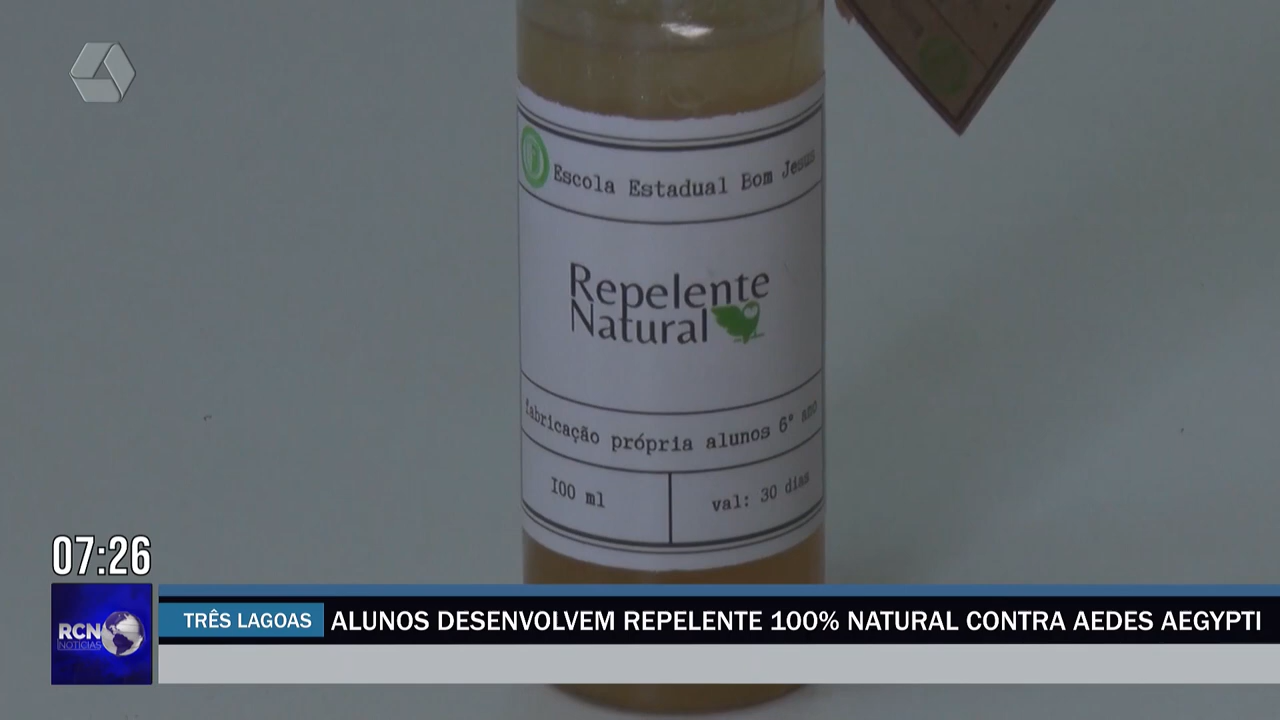 Escola Estadual Bom Jesus
Repelente
Natural
fabricação própria alunos 6º ano
100 ml
val: 30 dias
07:26
RCN
NOTÍCIAS
TRÊS LAGOAS
ALUNOS DESENVOLVEM REPELENTE 100% NATURAL CONTRA AEDES AEGYPTI